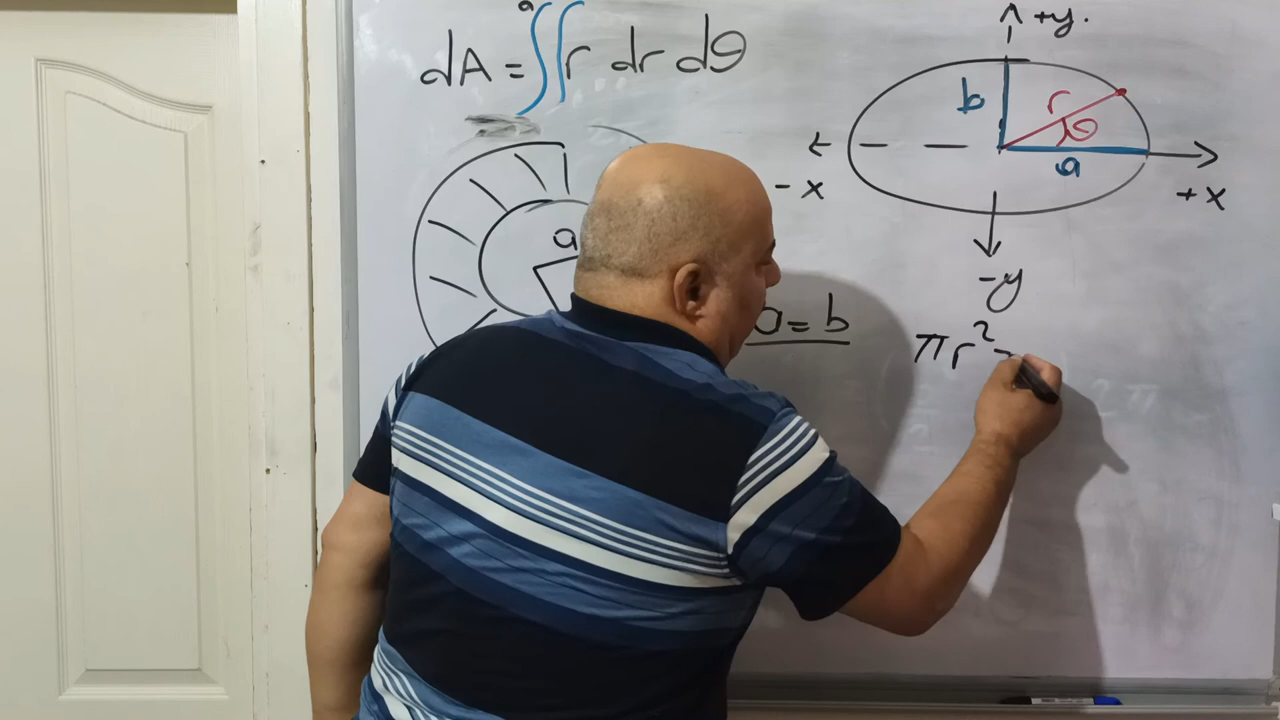 a
dA = ∬ r dr dθ
+y.
b
r
θ
a
-x
+x
-y
a
a = b
πr² =